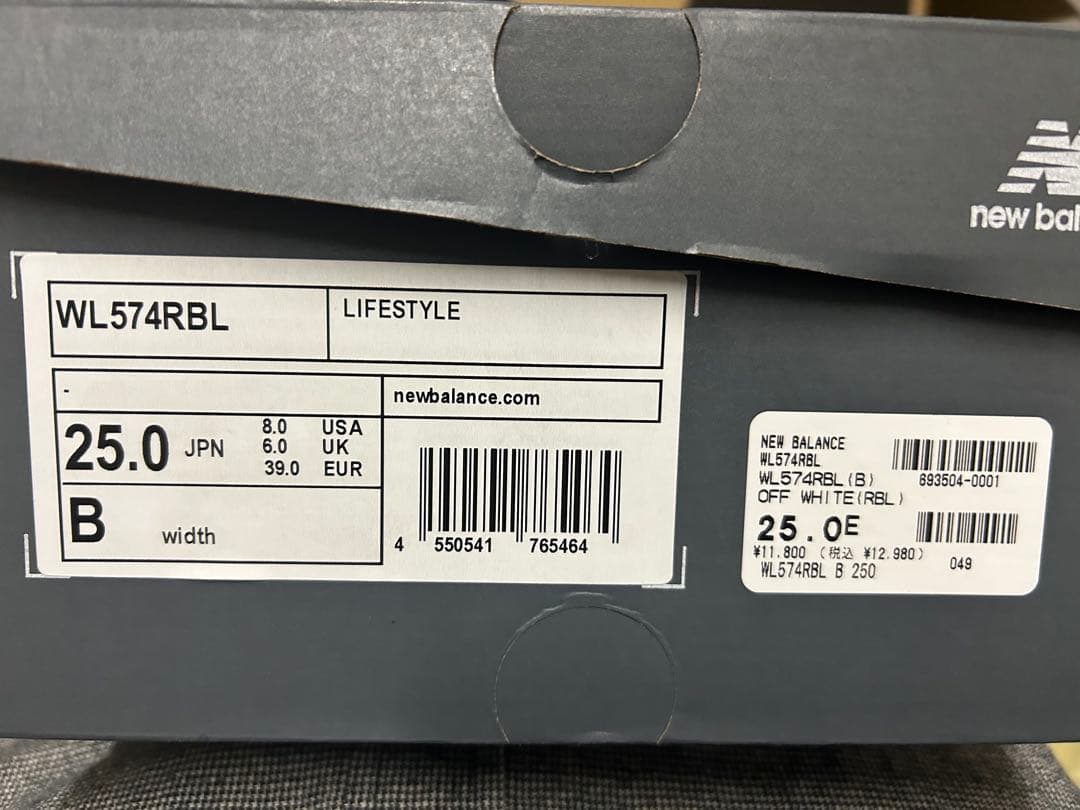 new bal
WL574RBL
LIFESTYLE
-
newbalance.com
25.0 JPN
8.0 USA
6.0 UK
39.0 EUR
B width
4 550541 765464
NEW BALANCE
WL574RBL
WL574RBL(B)
693504-0001
OFF WHITE(RBL)
25.0E
¥11.800 (税込 ¥12.980)
049
WL574RBL B 250